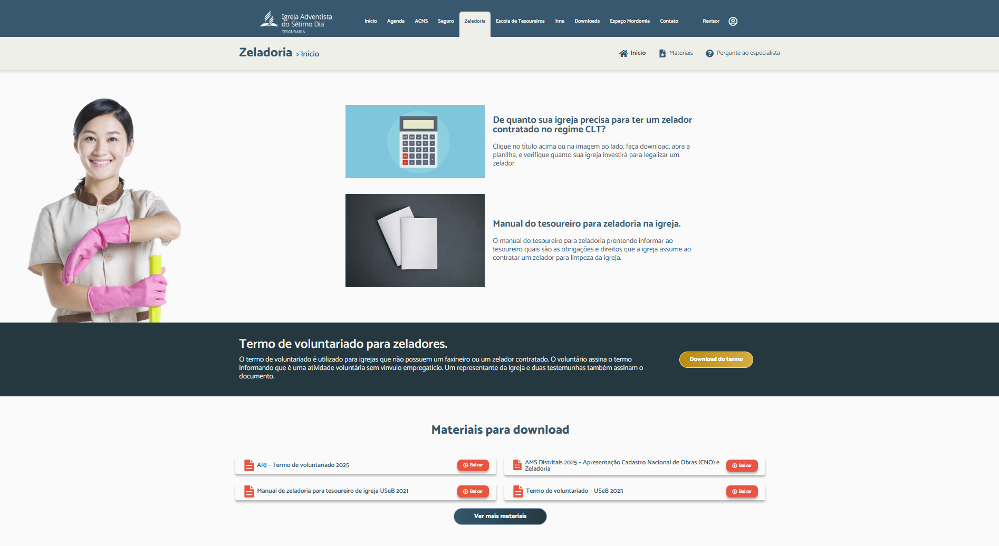 Igreja Adventista
do Sétimo Dia
TESOURARIA
Início
Agenda
ACMS
Seguro
Zeladoria
Escola de Tesoureiros
7me
Downloads
Espaço Mordomia
Contato
Revisor
Zeladoria > Início
Início
Materiais
Pergunte ao especialista
De quanto sua igreja precisa para ter um zelador
contratado no regime CLT?
Clique no título acima ou na imagem ao lado, faça download, abra a
planilha, e verifique quanto sua igreja investirá para legalizar um
zelador.
Manual do tesoureiro para zeladoria na igreja.
O manual do tesoureiro para zeladoria prentende informar ao
tesoureiro quais são as obrigações e direitos que a igreja assume ao
contratar um zelador para limpeza da igreja.
Termo de voluntariado para zeladores.
O termo de voluntariado é utilizado para igrejas que não possuem um faxineiro ou um zelador contratado. O voluntário assina o termo
informando que é uma atividade voluntária sem vínculo empregatício. Um representante da igreja e duas testemunhas também assinam o
documento.
Download do termo
Materiais para download
ARJ – Termo de voluntariado 2025
Baixar
AMS Distritais 2025 – Apresentação Cadastro Nacional de Obras (CNO) e
Zeladoria
Baixar
Manual de zeladoria para tesoureiro de igreja USeB 2021
Baixar
Termo de voluntariado – USeB 2023
Baixar
Ver mais materiais